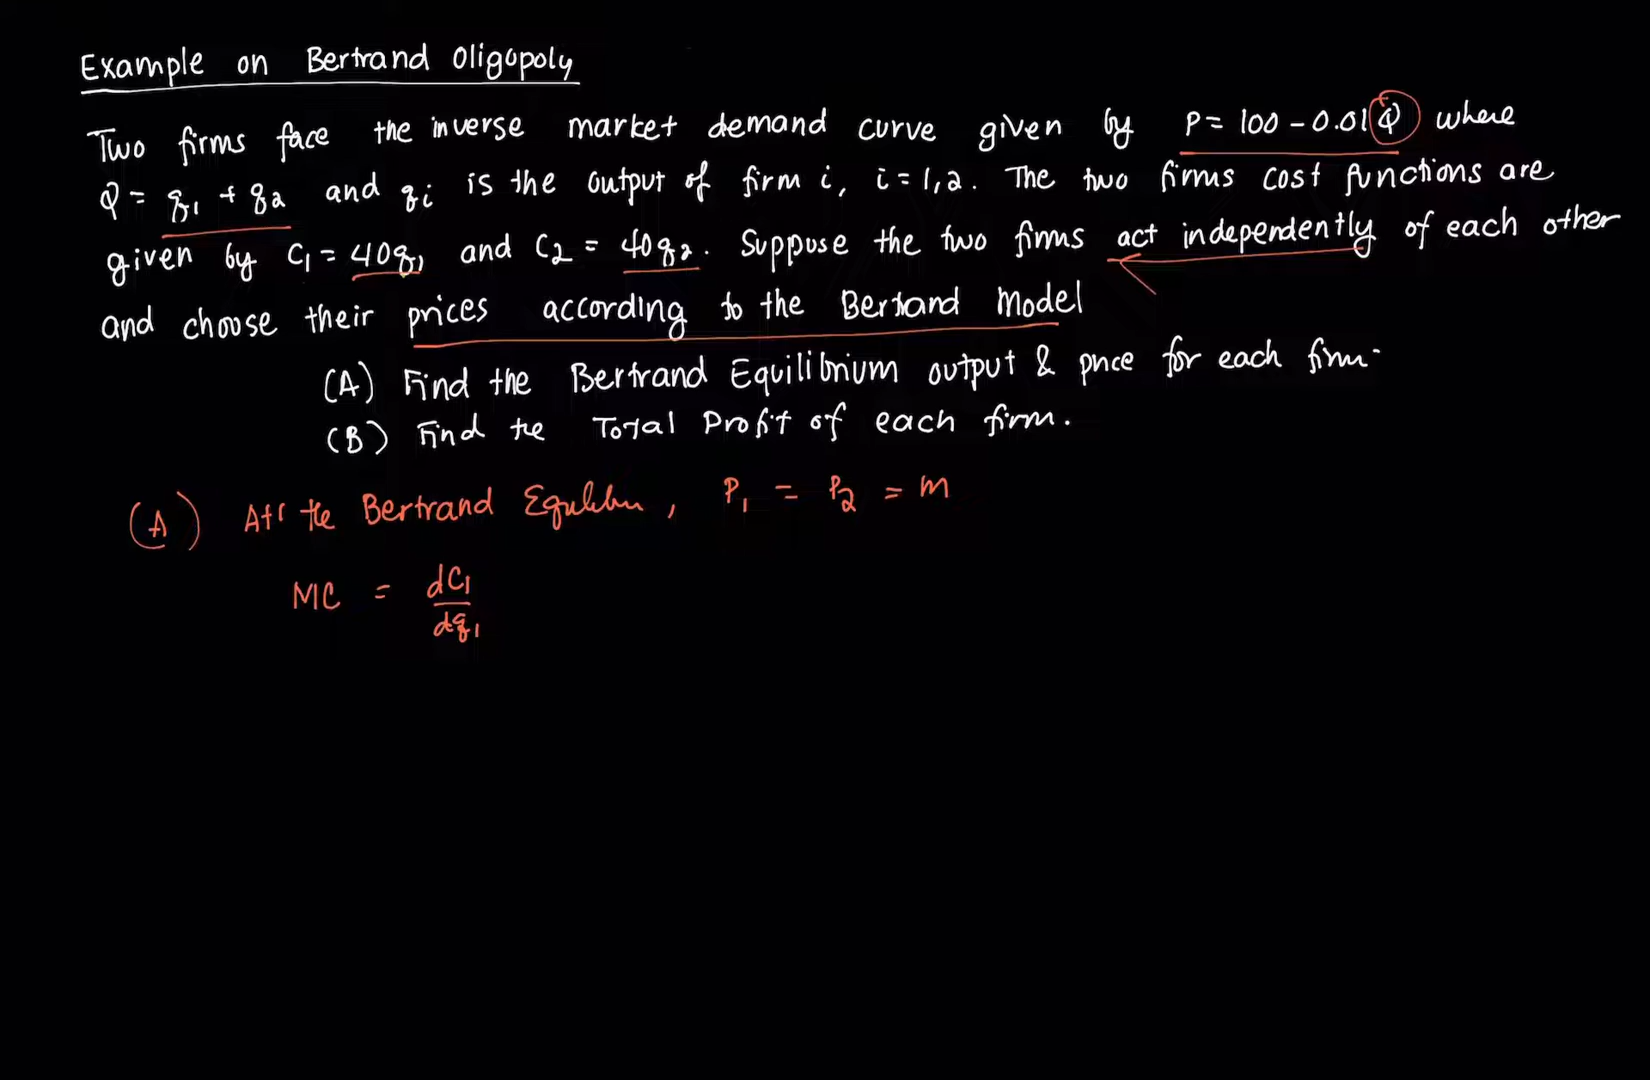 Example on Bertrand Oligopoly
Two firms face the inverse market demand curve given by P = 100 - 0.01Q where
Q = q1 + q2 and qi is the output of firm i, i = 1,2. The two firms cost functions are
given by C1 = 40q1 and C2 = 40q2. Suppose the two firms act independently of each other
and choose their prices according to the Bertrand Model
(A) Find the Bertrand Equilibrium output & price for each firm.
(B) Find the Total Profit of each firm.
(A) At the Bertrand , P1 = P2 = M
MC = dC1
dq1